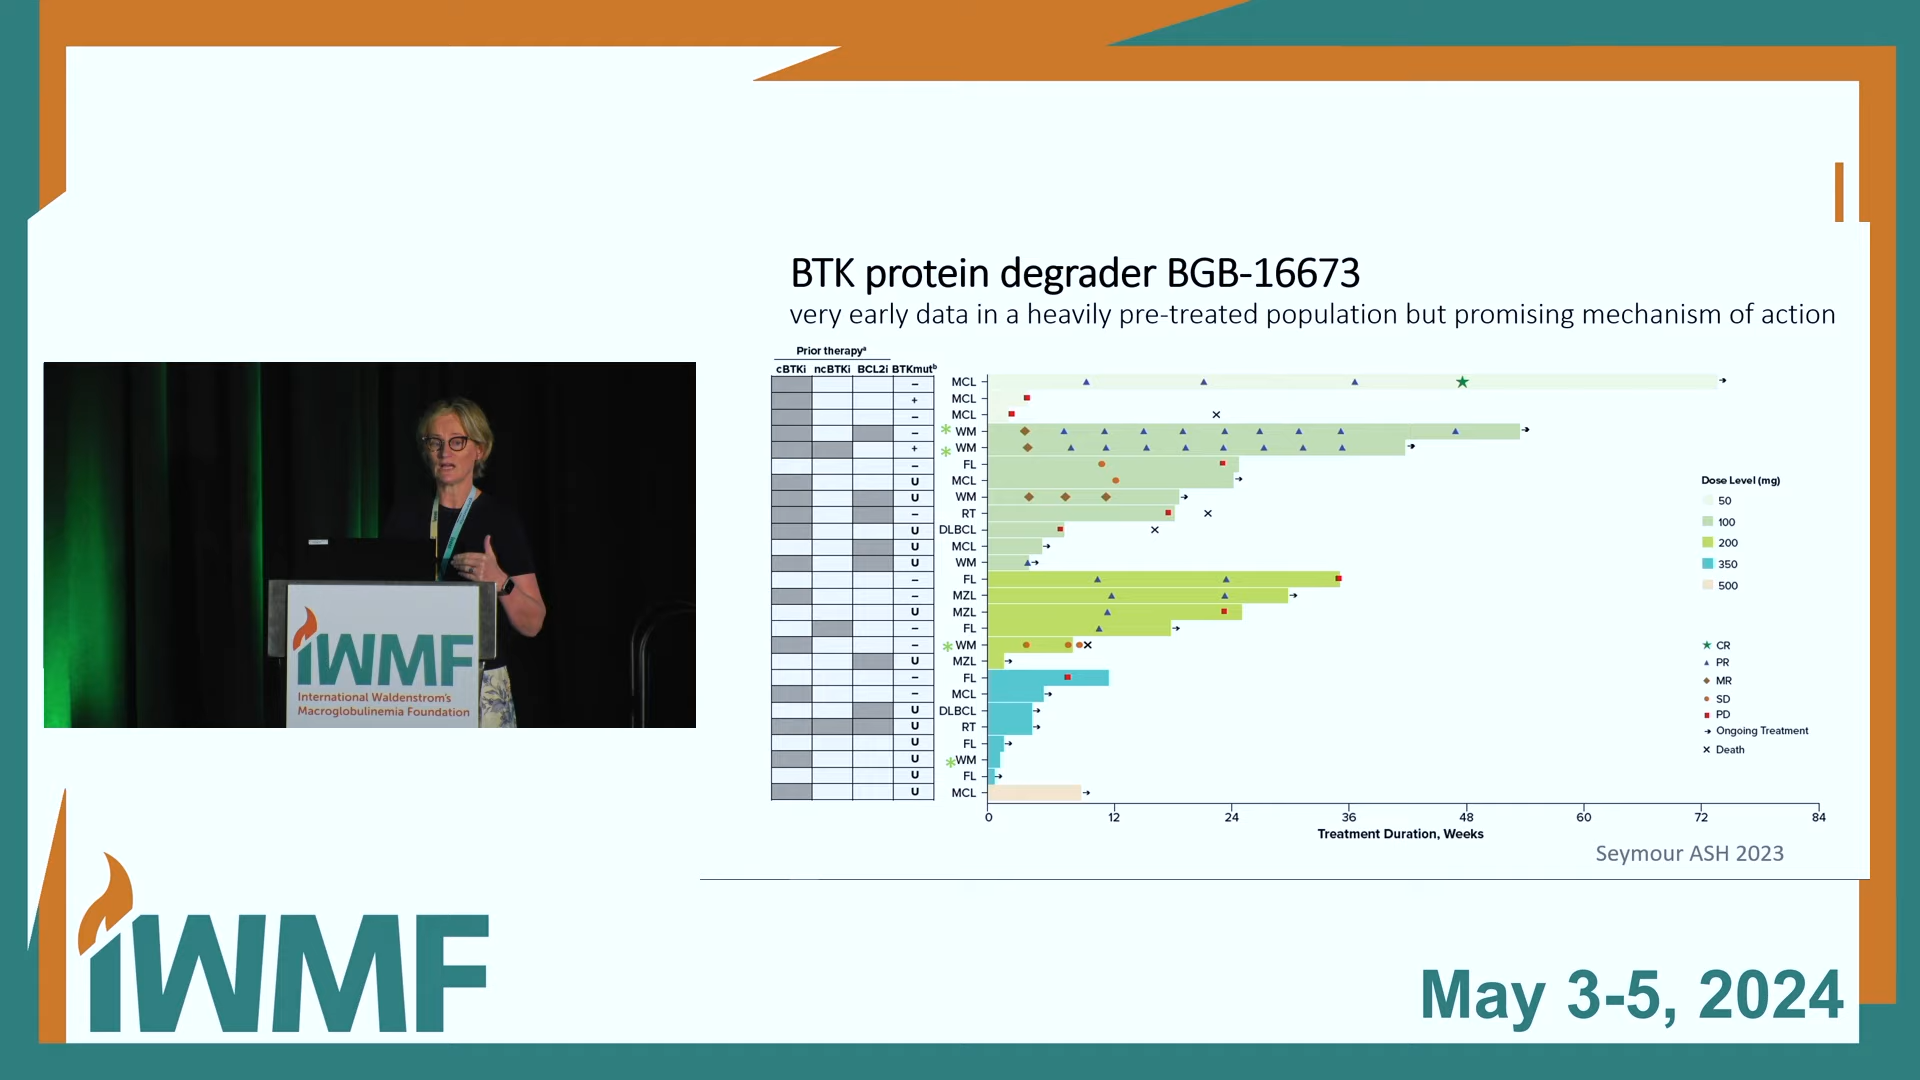 BTK protein degrader BGB-16673
very early data in a heavily pre-treated population but promising mechanism of action
Prior therapyª
cBTKi ncBTKi BCL2i BTKmutᵇ
– MCL
+ MCL
– MCL
– * WM
+ * WM
– FL
U MCL
U WM
– RT
U DLBCL
U MCL
U WM
– FL
– MZL
U MZL
– FL
– * WM
U MZL
– FL
– MCL
U DLBCL
U RT
U FL
U * WM
U FL
U MCL
0 12 24 36 48 60 72 84
Treatment Duration, Weeks
Dose Level (mg)
50
100
200
350
500
CR
PR
MR
SD
PD
Ongoing Treatment
Death
Seymour ASH 2023
IWMF
International Waldenstrom's
Macroglobulinemia Foundation
IWMF
May 3-5, 2024